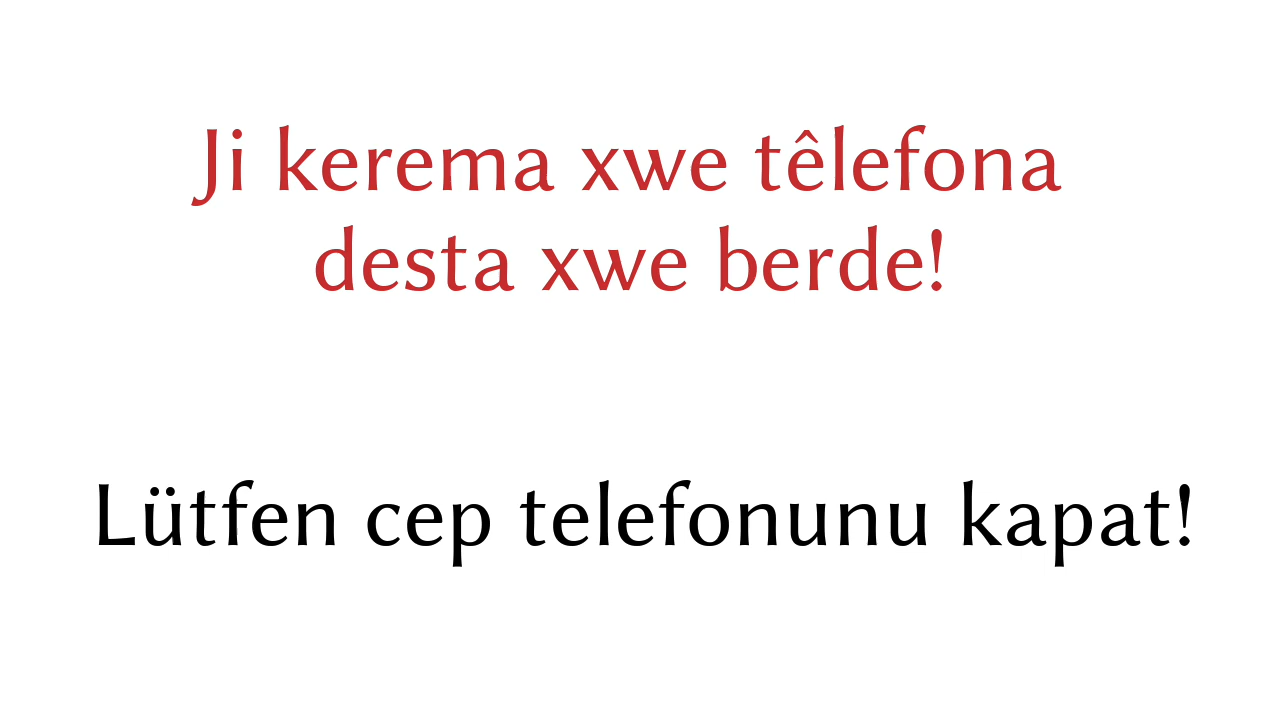 Ji kerema xwe têlefona
desta xwe berde!
Lütfen cep telefonunu kapat!